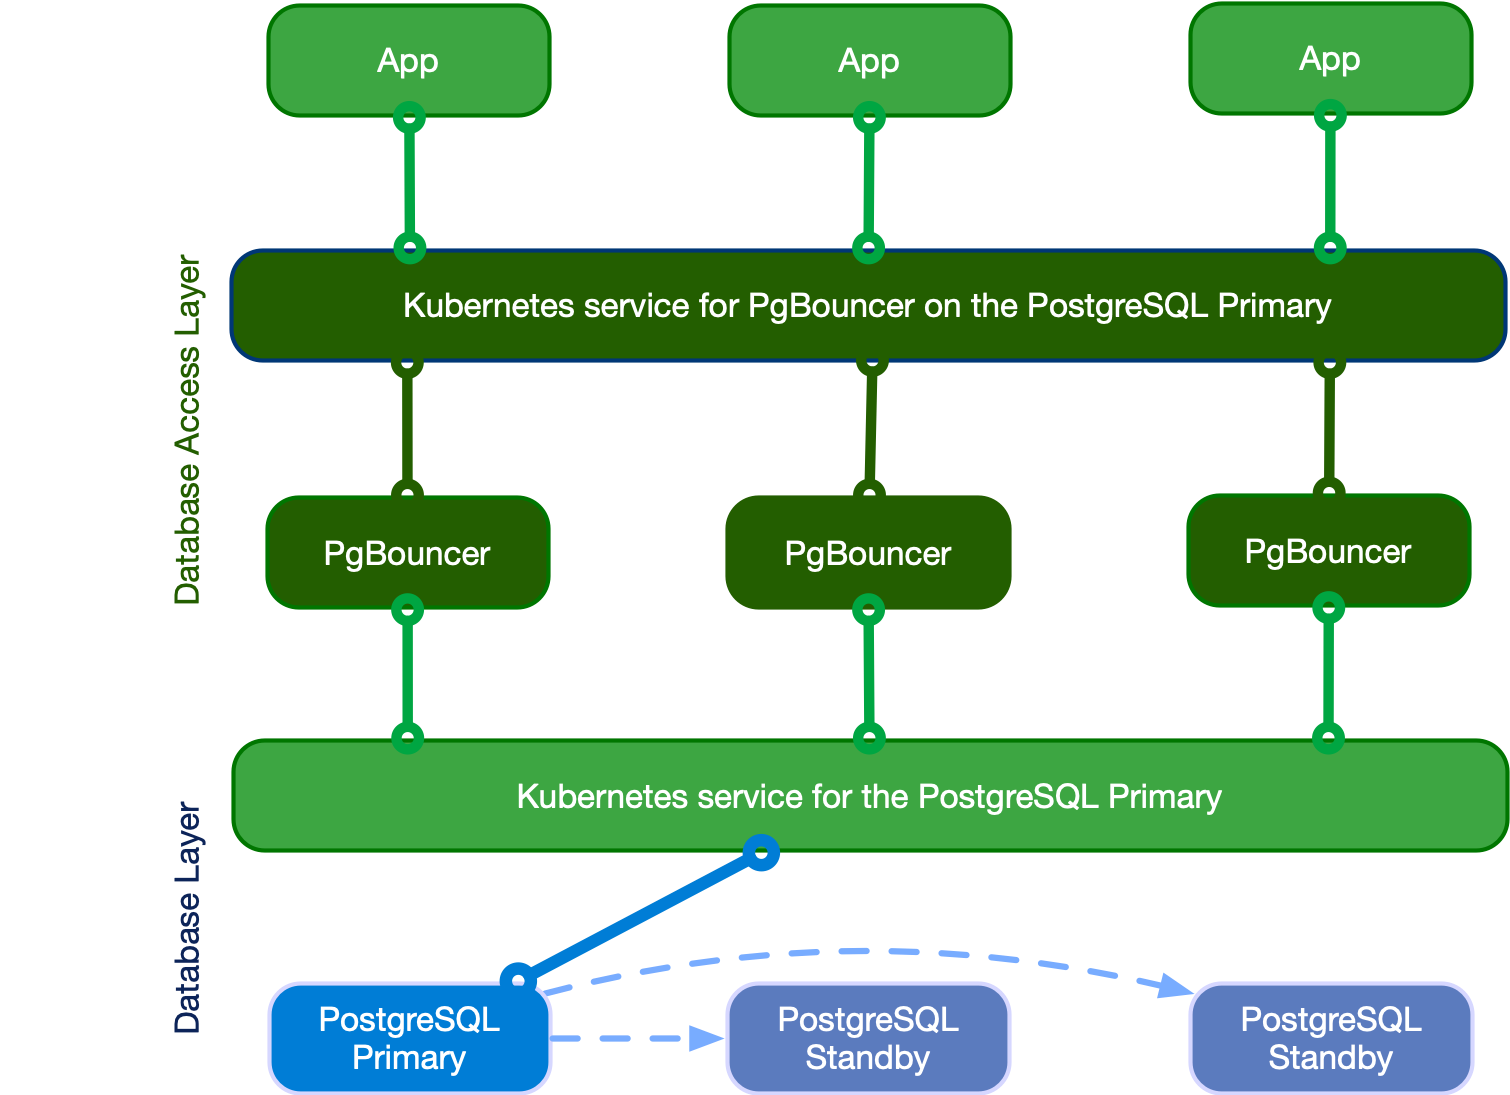 App
App
App
Database Access Layer
Kubernetes service for PgBouncer on the PostgreSQL Primary
PgBouncer
PgBouncer
PgBouncer
Database Layer
Kubernetes service for the PostgreSQL Primary
PostgreSQL
Primary
PostgreSQL
Standby
PostgreSQL
Standby